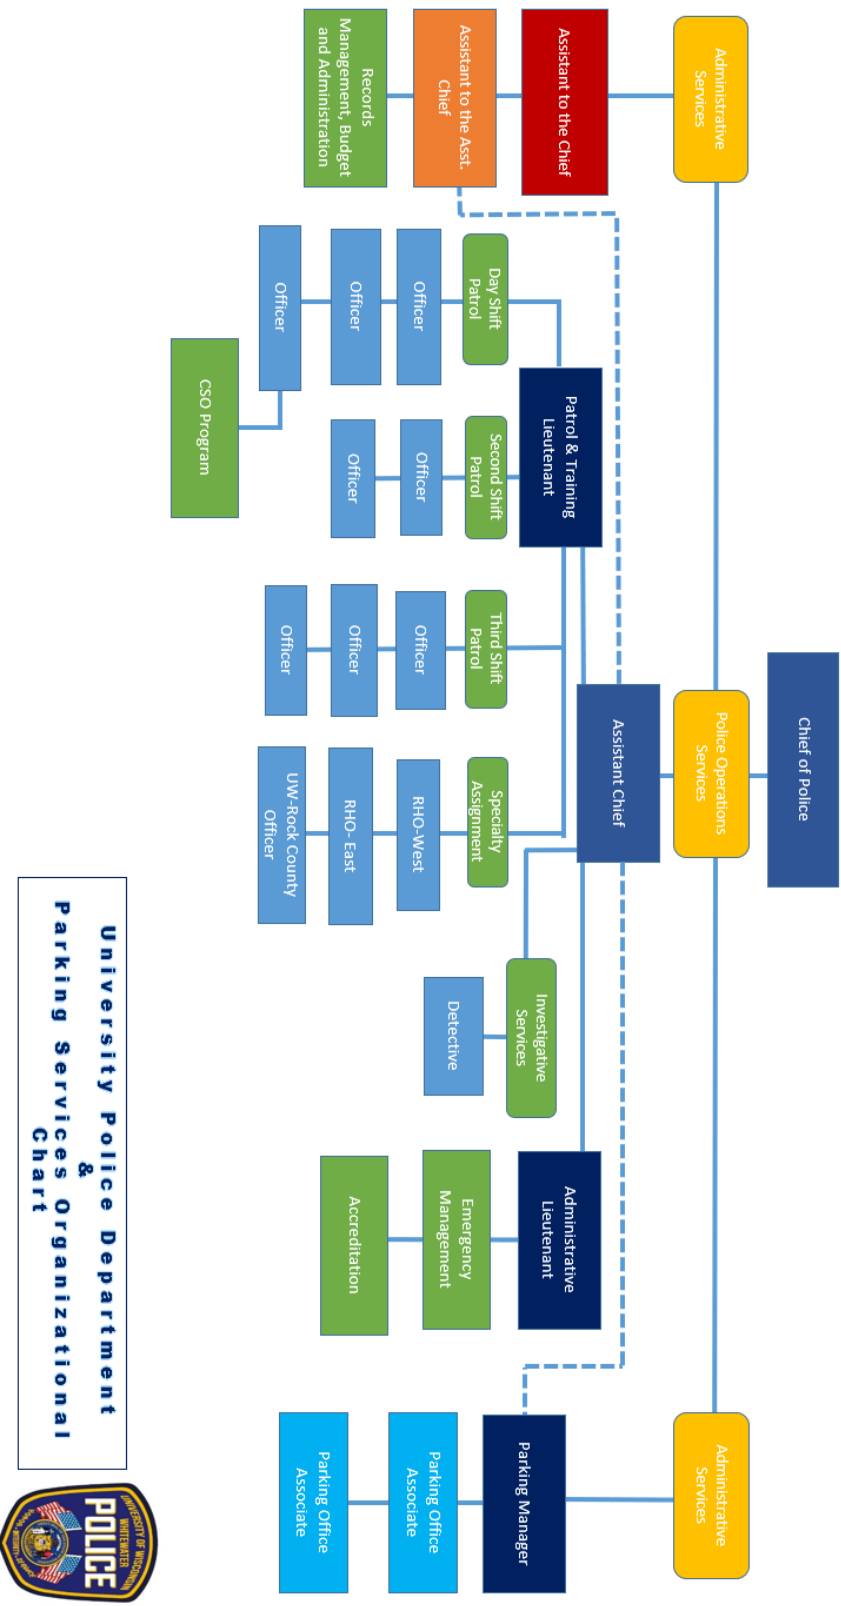 Chief of Police
Administrative
Services
Police Operations
Services
Administrative
Services
Assistant to the Chief
Assistant Chief
Assistant to the Asst.
Chief
Patrol & Training
Lieutenant
Administrative
Lieutenant
Parking Manager
Records
Management, Budget
and Administration
Day Shift
Patrol
Second Shift
Patrol
Third Shift
Patrol
Specialty
Assignment
Investigative
Services
Emergency
Management
Parking Office
Associate
Officer
Officer
Officer
RHO-West
Detective
Accreditation
Parking Office
Associate
Officer
Officer
Officer
RHO- East
Officer
Officer
UW-Rock County
Officer
CSO Program
University Police Department
&
Parking Services Organizational
Chart
UNIVERSITY OF WISCONSIN
WHITEWATER
POLICE